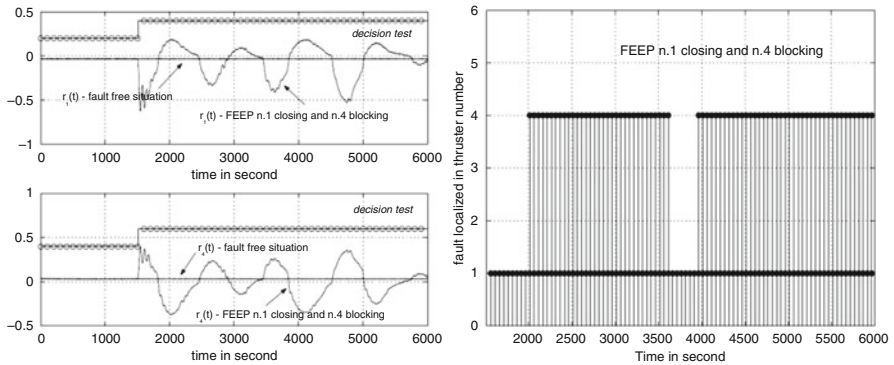 0.5
decision test
0
r1(t) - fault free situation
−0.5
r1(t) - FEEP n.1 closing and n.4 blocking
−1
0 1000 2000 3000 4000 5000 6000
time in second
1
decision test
0.5
r4(t) - fault free situation
0
r4(t) - FEEP n.1 closing and n.4 blocking
−0.5
0 1000 2000 3000 4000 5000 6000
time in second
6
FEEP n.1 closing and n.4 blocking
5
4
3
2
1
0
fault localized in thruster number
2000 2500 3000 3500 4000 4500 5000 5500 6000
Time in second